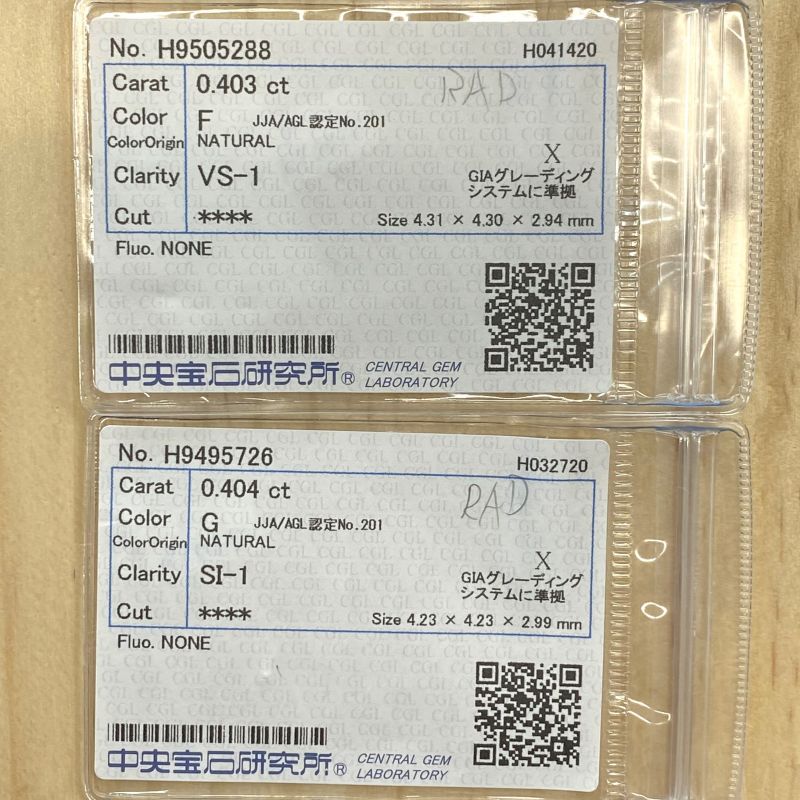 No. H9505288 H041420
Carat 0.403 ct RAD
Color F JJA/AGL認定No.201
ColorOrigin NATURAL
X
Clarity VS-1 GIAグレーディング
システムに準拠
Cut **** Size 4.31 × 4.30 × 2.94 mm
Fluo. NONE
中央宝石研究所® CENTRAL GEM
LABORATORY
No. H9495726 H032720
Carat 0.404 ct RAD
Color G JJA/AGL認定No.201
ColorOrigin NATURAL
X
Clarity SI-1 GIAグレーディング
システムに準拠
Cut **** Size 4.23 × 4.23 × 2.99 mm
Fluo. NONE
中央宝石研究所® CENTRAL GEM
LABORATORY